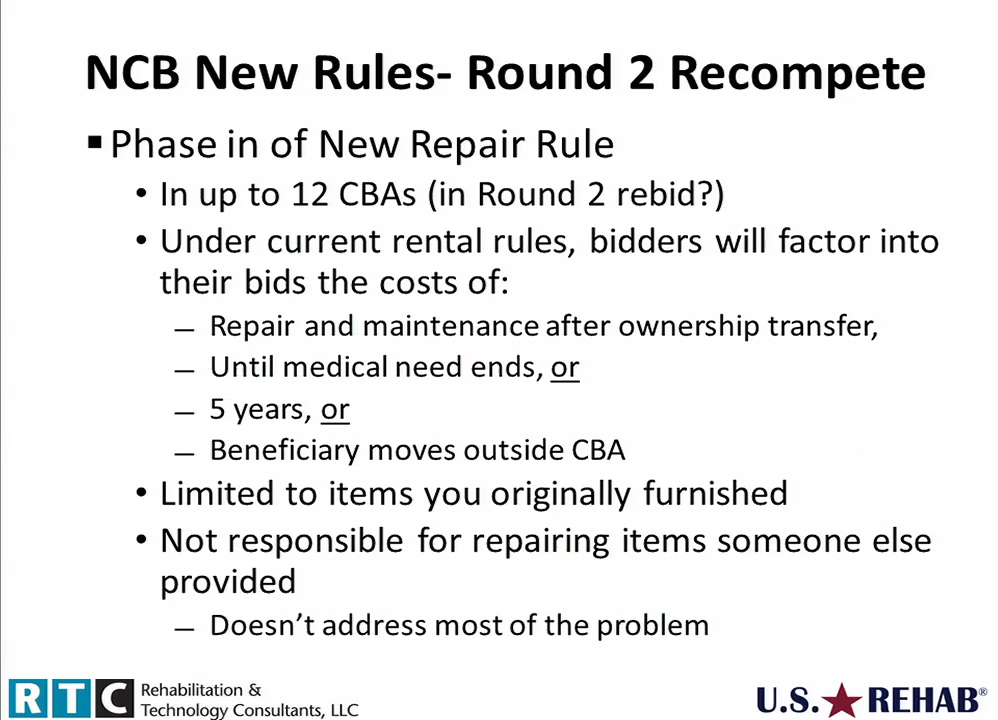 NCB New Rules- Round 2 Recompete
▪ Phase in of New Repair Rule
• In up to 12 CBAs (in Round 2 rebid?)
• Under current rental rules, bidders will factor into
their bids the costs of:
— Repair and maintenance after ownership transfer,
— Until medical need ends, or
— 5 years, or
— Beneficiary moves outside CBA
• Limited to items you originally furnished
• Not responsible for repairing items someone else
provided
— Doesn't address most of the problem
RTC Rehabilitation &
Technology Consultants, LLC
U.S. REHAB®